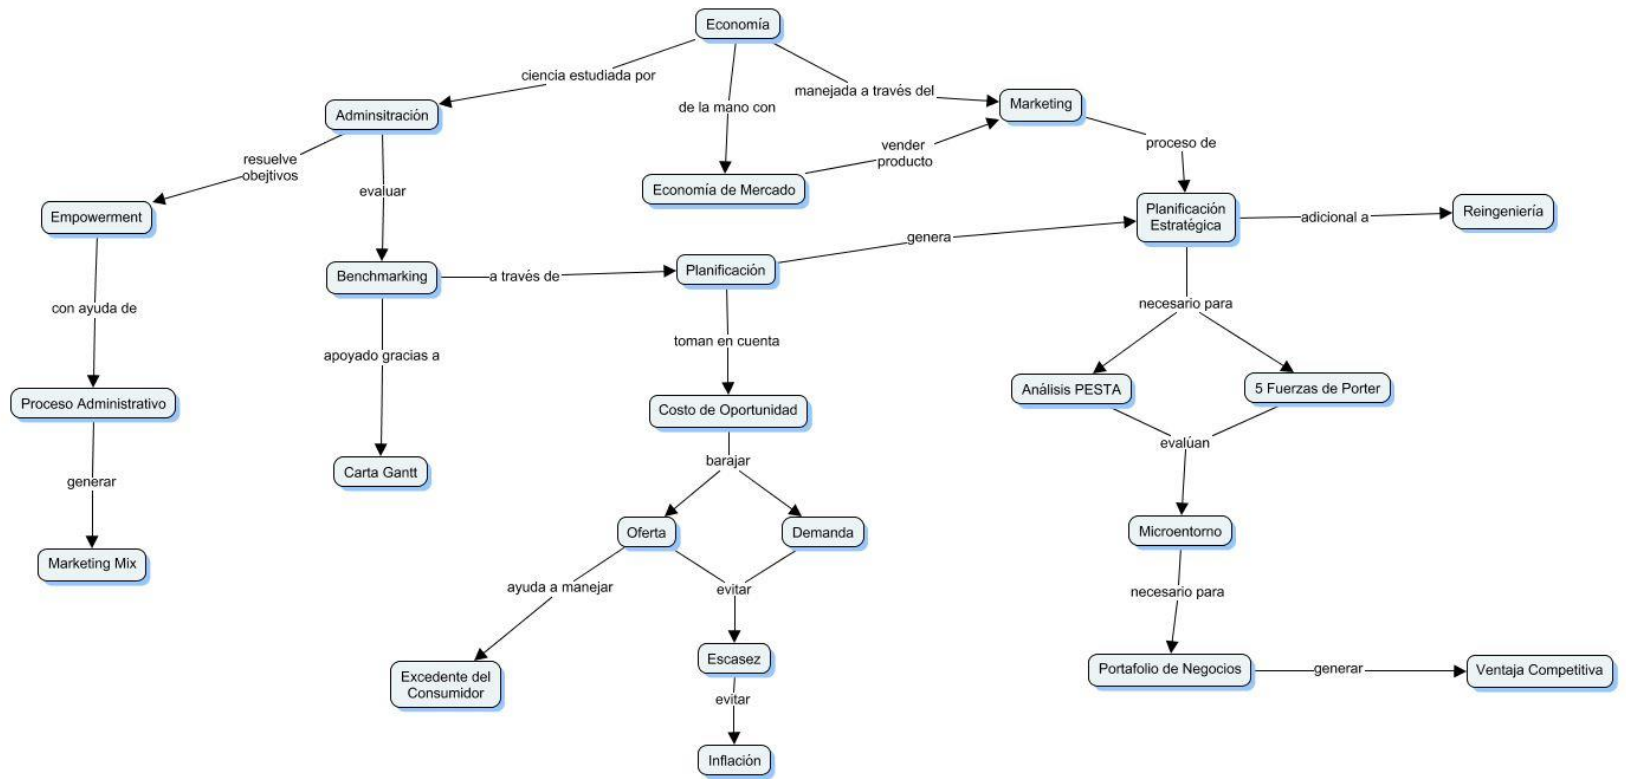 Economía
ciencia estudiada por
manejada a través del
de la mano con
Adminsitración
Marketing
vender
producto
proceso de
resuelve
obejtivos
evaluar
Economía de Mercado
Empowerment
Planificación
Estratégica
adicional a
Reingeniería
genera
Benchmarking
a través de
Planificación
con ayuda de
necesario para
apoyado gracias a
toman en cuenta
Análisis PESTA
5 Fuerzas de Porter
Proceso Administrativo
Costo de Oportunidad
evalúan
barajar
Carta Gantt
generar
Oferta
Demanda
Microentorno
Marketing Mix
ayuda a manejar
evitar
necesario para
Escasez
Excedente del
Consumidor
Portafolio de Negocios
generar
Ventaja Competitiva
evitar
Inflación